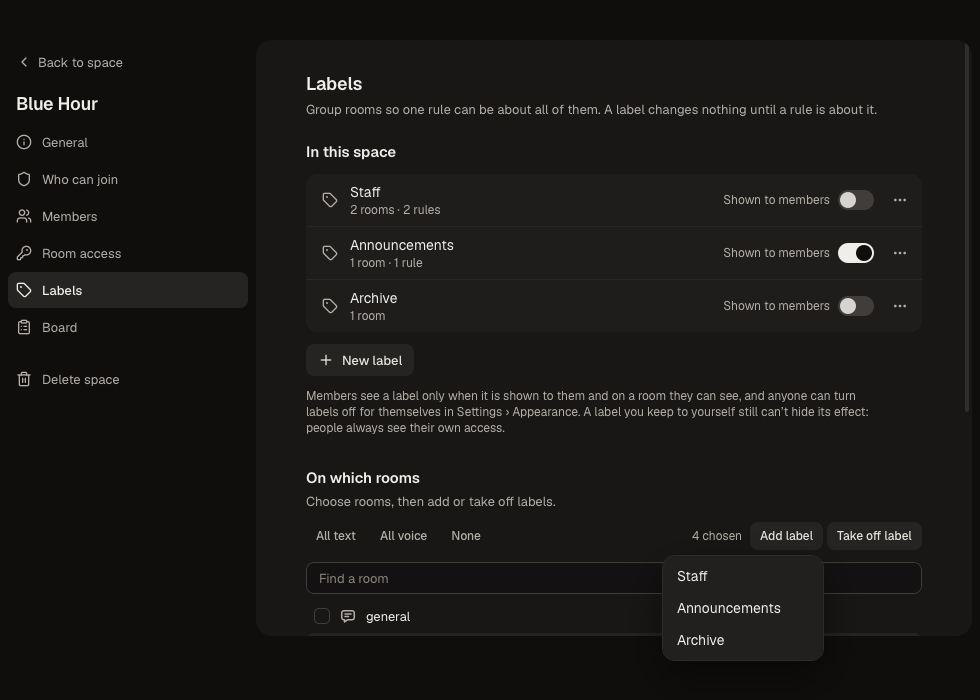 Back to space
Blue Hour
General
Who can join
Members
Room access
Labels
Board
Delete space
Labels
Group rooms so one rule can be about all of them. A label changes nothing until a rule is about it.
In this space
Staff
2 rooms · 2 rules
Shown to members
Announcements
1 room · 1 rule
Shown to members
Archive
1 room
Shown to members
New label
Members see a label only when it is shown to them and on a room they can see, and anyone can turn
labels off for themselves in Settings › Appearance. A label you keep to yourself still can’t hide its effect:
people always see their own access.
On which rooms
Choose rooms, then add or take off labels.
All text All voice None 4 chosen Add label Take off label
Find a room
general
Staff
Announcements
Archive